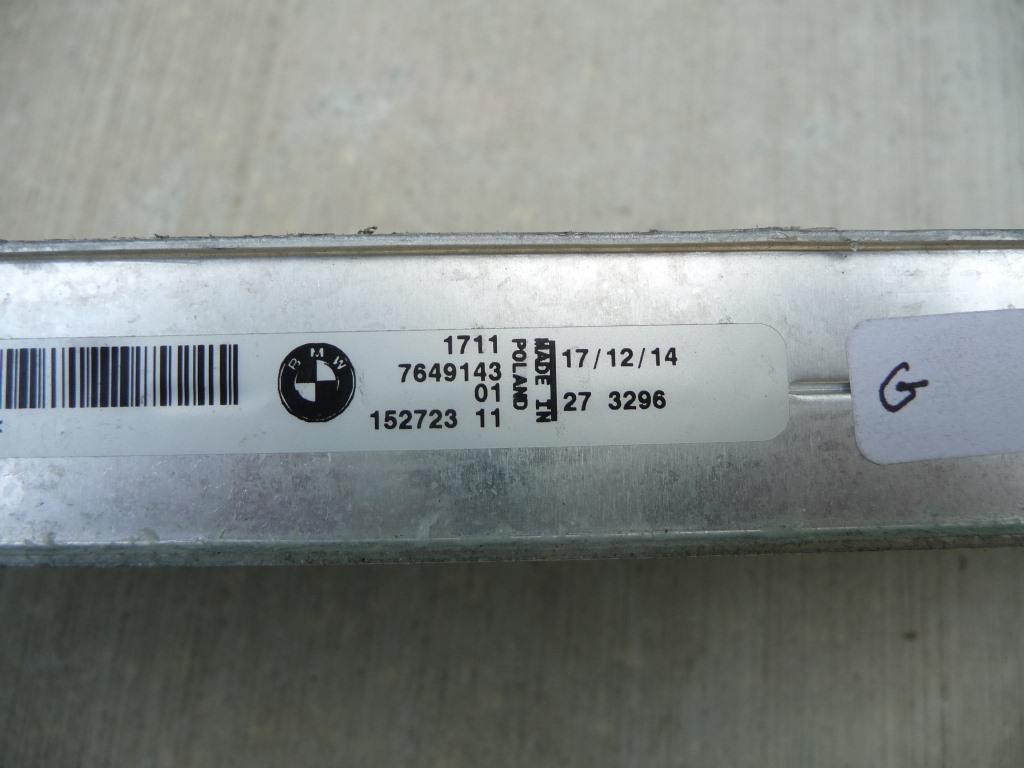 BMW
1711
7649143
01
152723 11
MADE IN
POLAND
17/12/14
27 3296
G